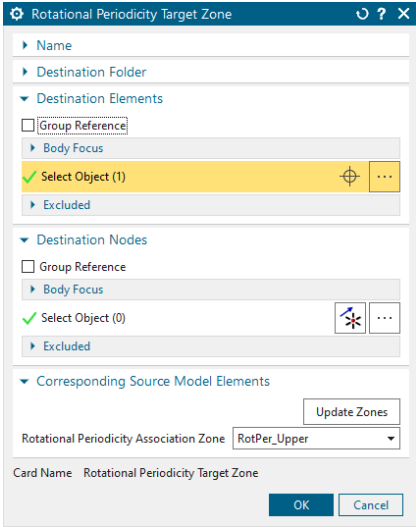 Rotational Periodicity Target Zone
Name
Destination Folder
Destination Elements
Group Reference
Body Focus
Select Object (1)
Excluded
Destination Nodes
Group Reference
Body Focus
Select Object (0)
Excluded
Corresponding Source Model Elements
Update Zones
Rotational Periodicity Association Zone RotPer_Upper
Card Name Rotational Periodicity Target Zone
OK Cancel